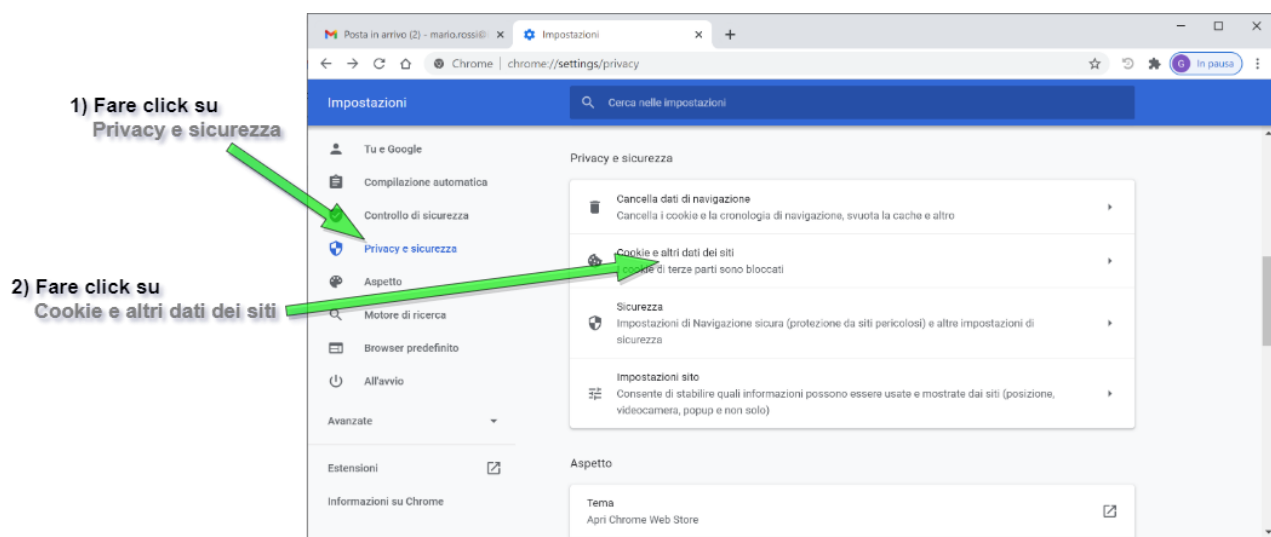 Posta in arrivo (2) - mario.rossi@
Impostazioni
Chrome | chrome://settings/privacy
In pausa
G
1) Fare click su
Privacy e sicurezza
2) Fare click su
Cookie e altri dati dei siti
Impostazioni
Cerca nelle impostazioni
Tu e Google
Compilazione automatica
Controllo di sicurezza
Privacy e sicurezza
Aspetto
Motore di ricerca
Browser predefinito
All'avvio
Avanzate
Estensioni
Informazioni su Chrome
Privacy e sicurezza
Cancella dati di navigazione
Cancella i cookie e la cronologia di navigazione, svuota la cache e altro
Cookie e altri dati dei siti
I cookie di terze parti sono bloccati
Sicurezza
Impostazioni di Navigazione sicura (protezione da siti pericolosi) e altre impostazioni di
sicurezza
Impostazioni sito
Consente di stabilire quali informazioni possono essere usate e mostrate dai siti (posizione,
videocamera, popup e non solo)
Aspetto
Tema
Apri Chrome Web Store